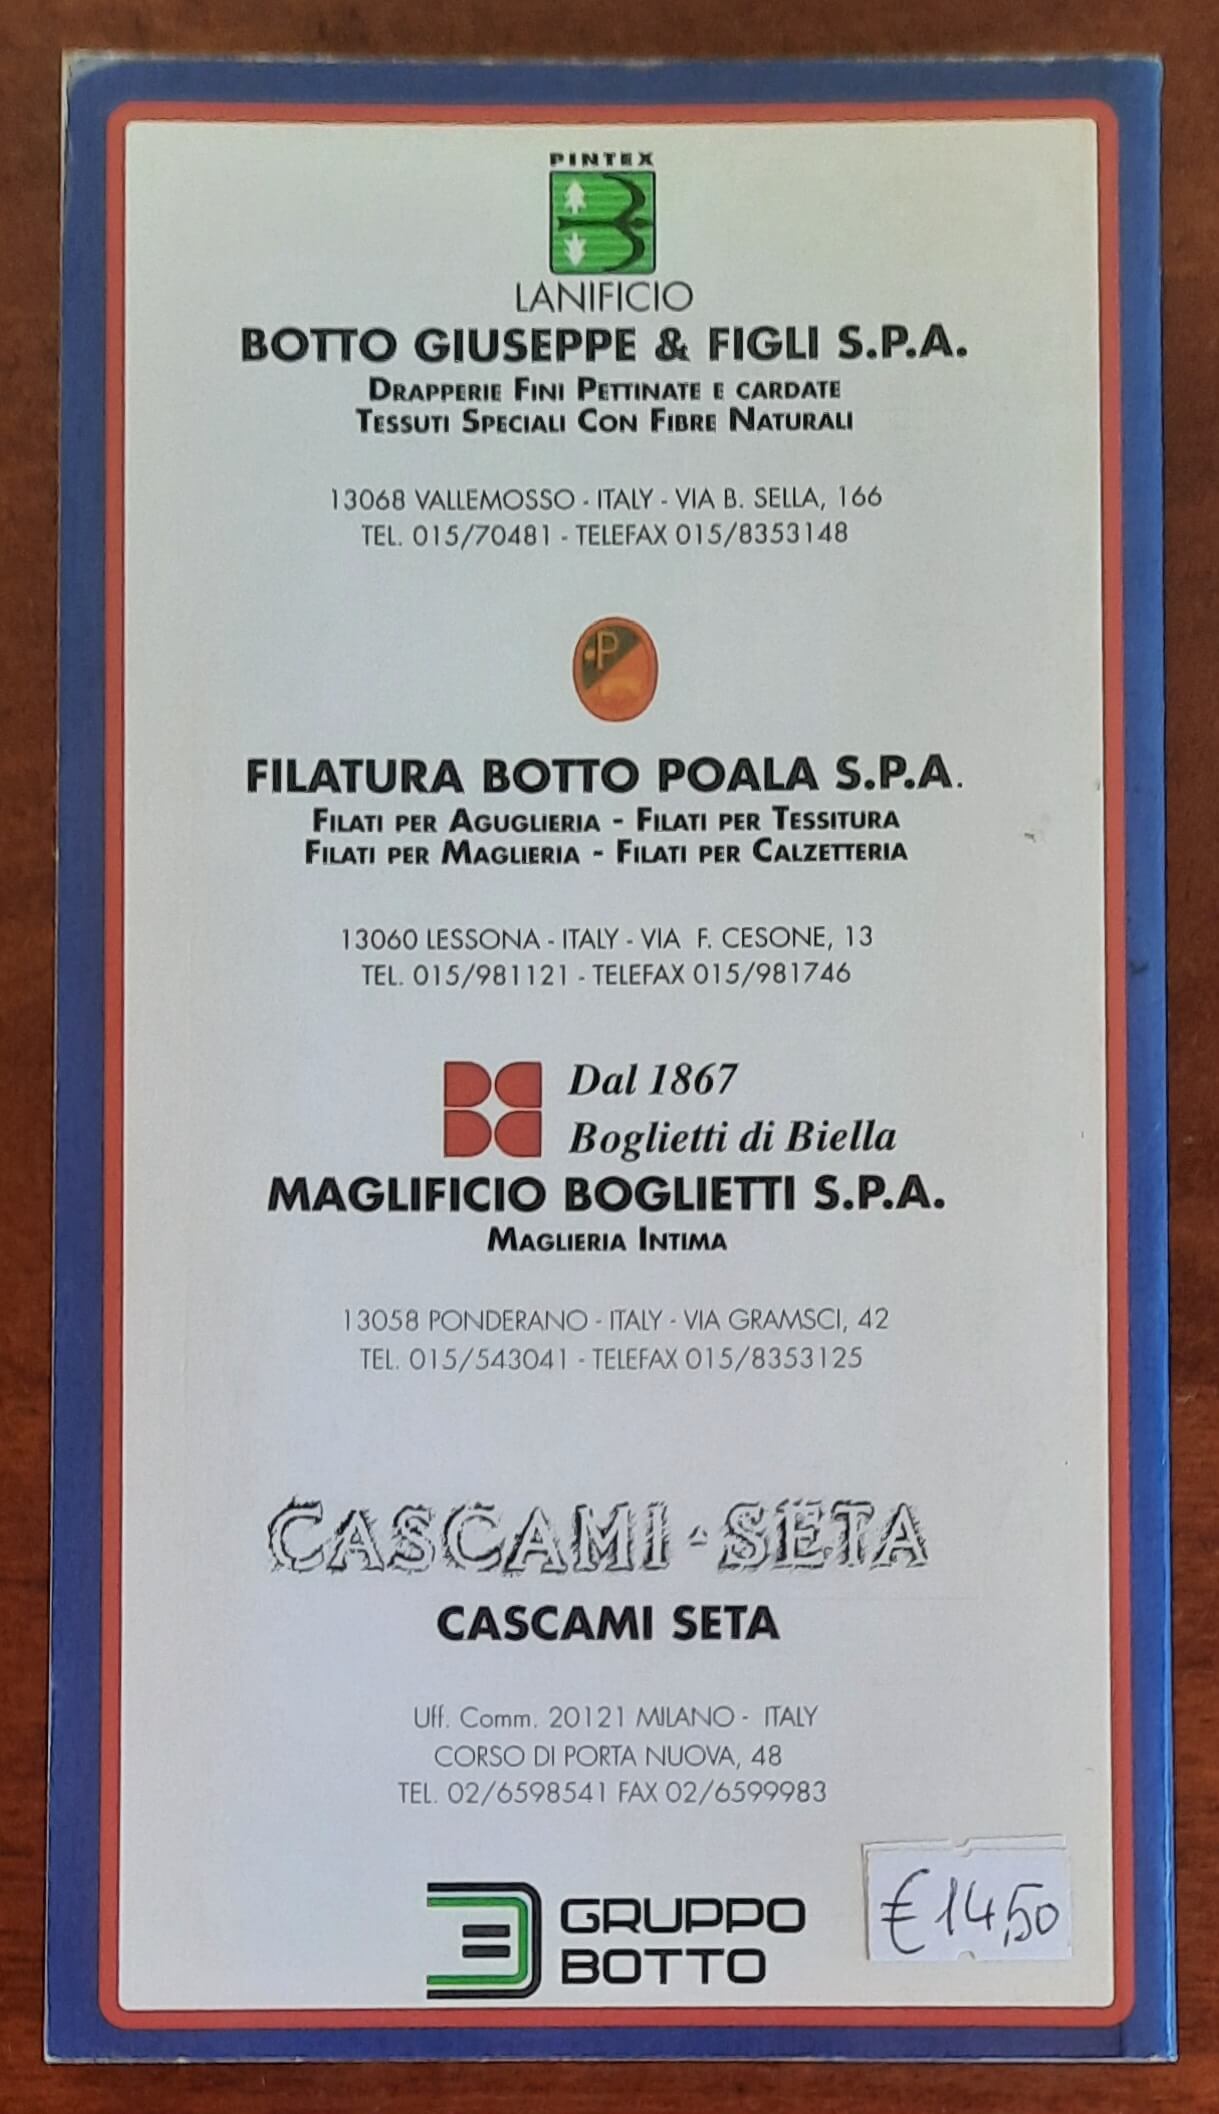 PINTEX
LANIFICIO
BOTTO GIUSEPPE & FIGLI S.P.A.
DRAPPERIE FINI PETTINATE E CARDATE
TESSUTI SPECIALI CON FIBRE NATURALI
13068 VALLEMOSSO - ITALY - VIA B. SELLA, 166
TEL. 015/70481 - TELEFAX 015/8353148
P
FILATURA BOTTO POALA S.P.A.
FILATI PER AGUGLIERIA - FILATI PER TESSITURA
FILATI PER MAGLIERIA - FILATI PER CALZETTERIA
13060 LESSONA - ITALY - VIA F. CESONE, 13
TEL. 015/981121 - TELEFAX 015/981746
Dal 1867
Boglietti di Biella
MAGLIFICIO BOGLIETTI S.P.A.
MAGLIERIA INTIMA
13058 PONDERANO - ITALY - VIA GRAMSCI, 42
TEL. 015/543041 - TELEFAX 015/8353125
CASCAMI - SETA
CASCAMI SETA
Uff. Comm. 20121 MILANO - ITALY
CORSO DI PORTA NUOVA, 48
TEL. 02/6598541 FAX 02/6599983
GRUPPO
BOTTO
€ 14,50